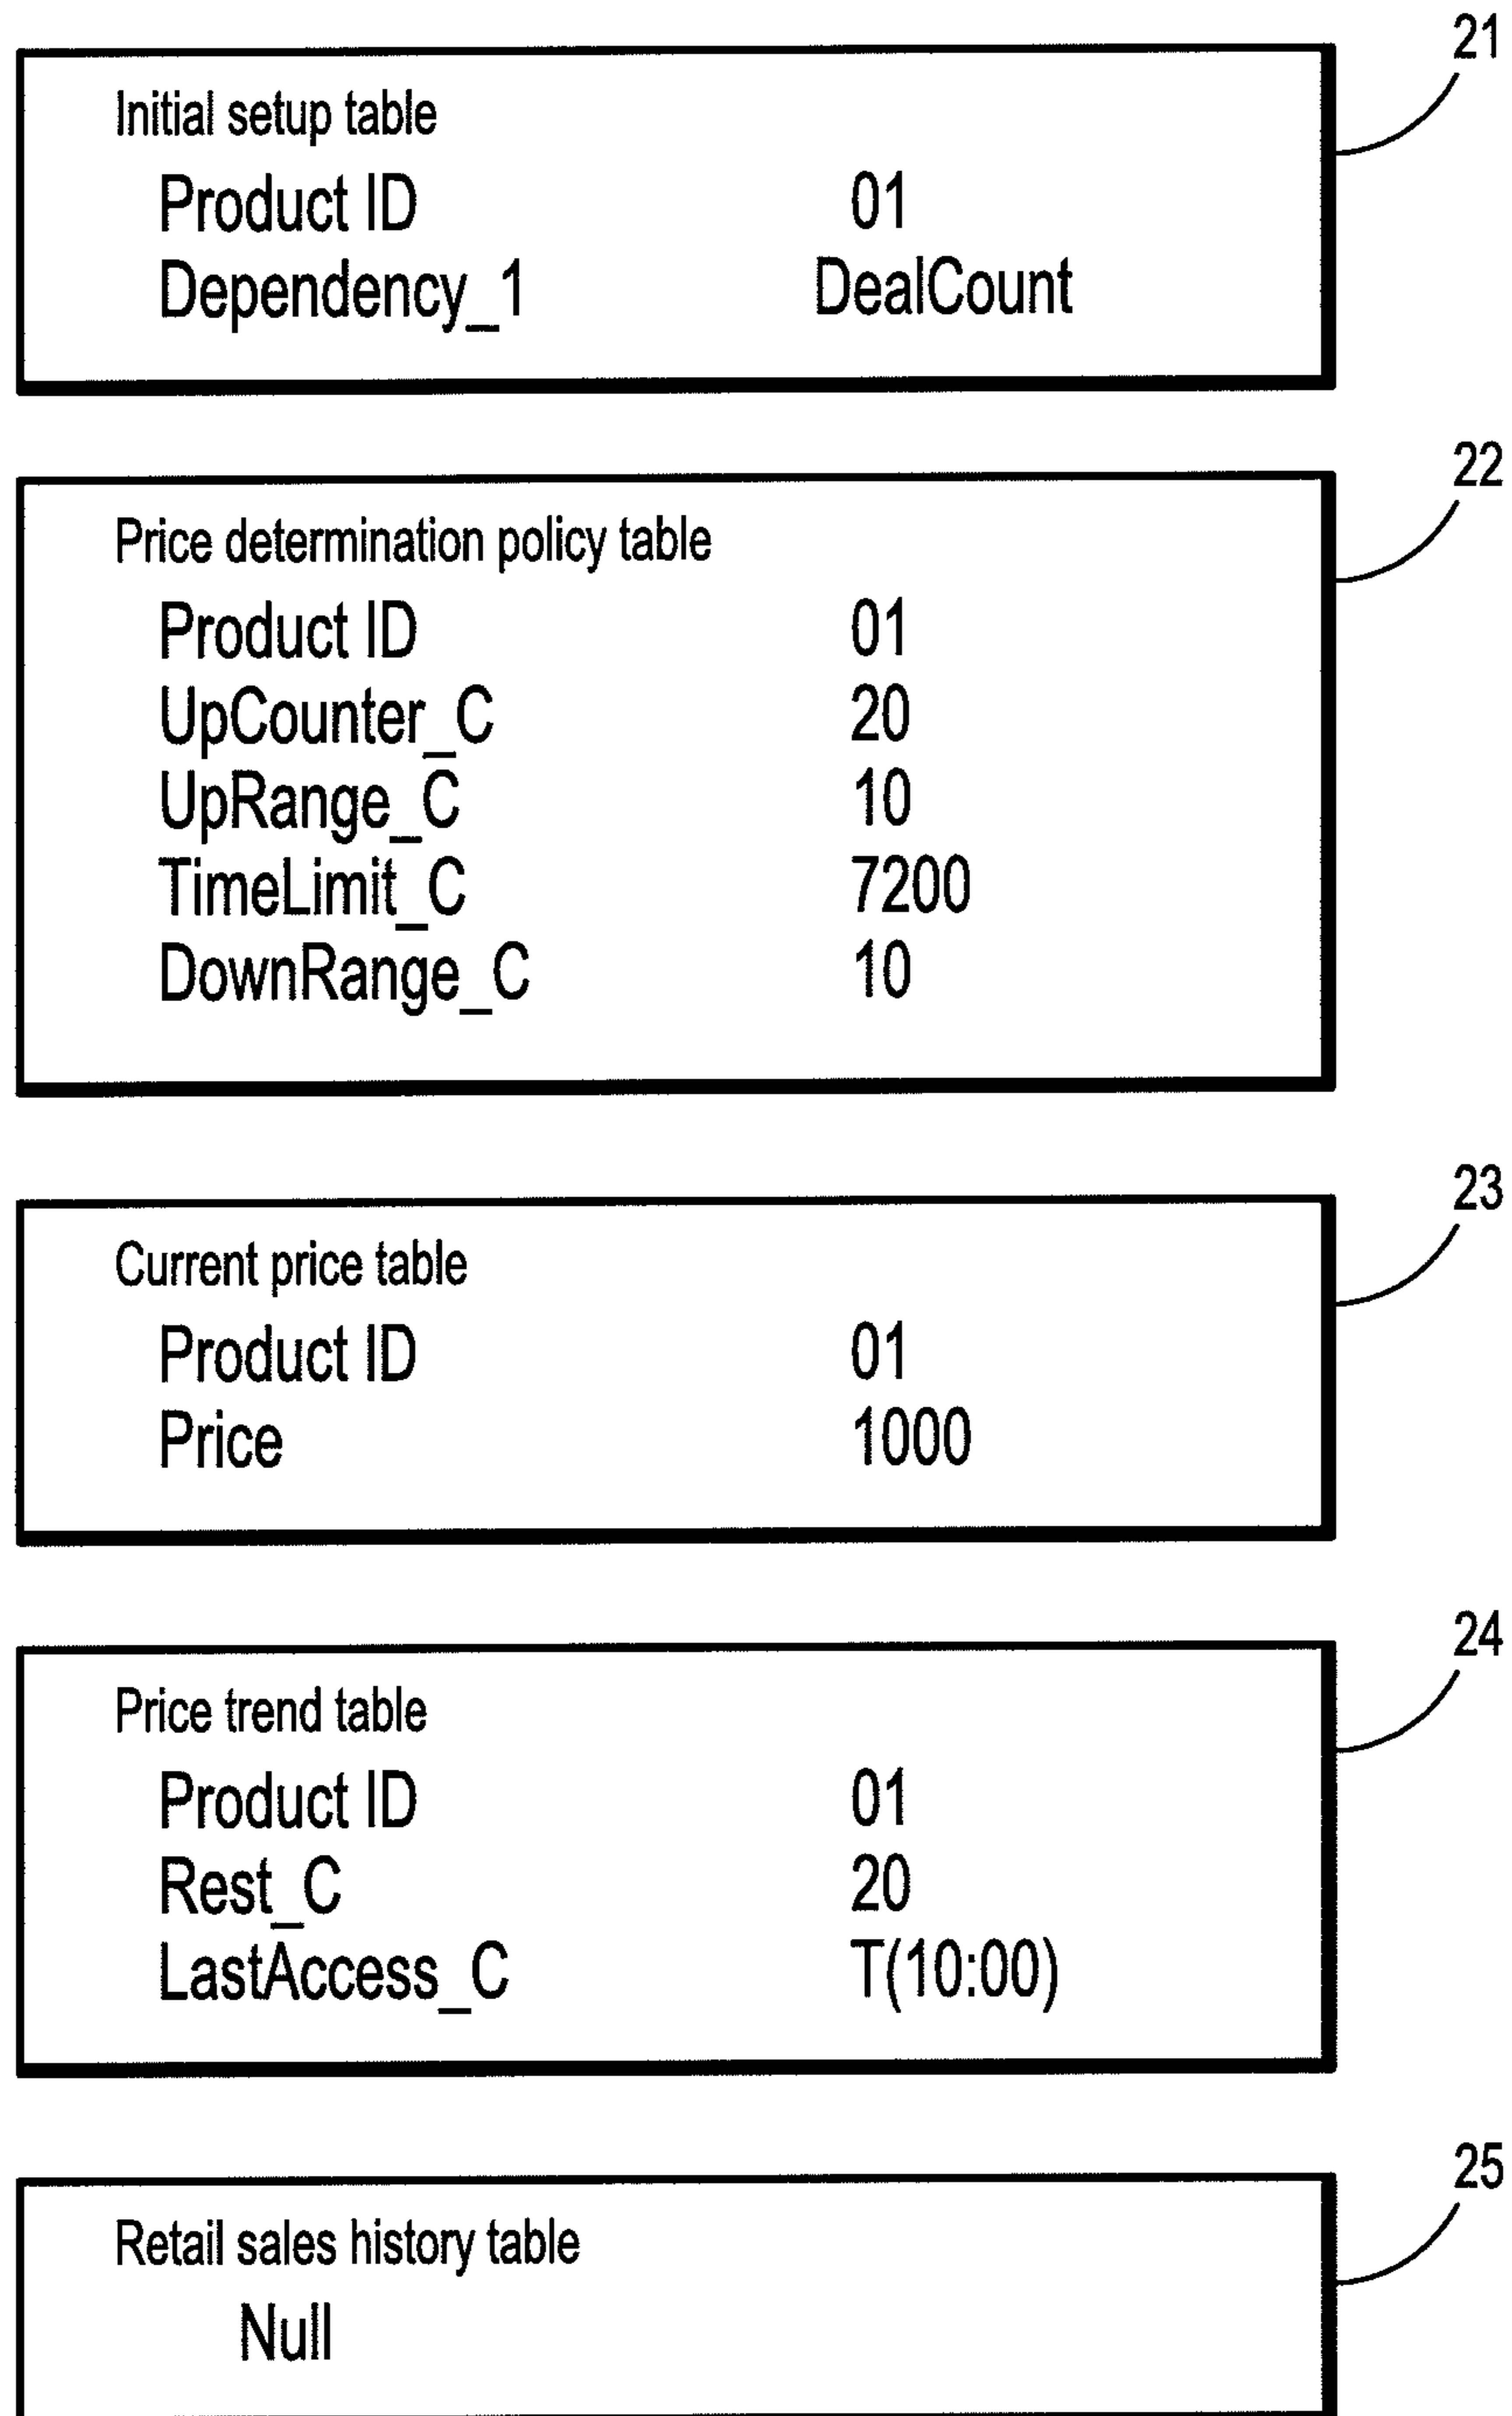 21
Initial setup table
Product ID 01
Dependency_1 DealCount
22
Price determination policy table
Product ID 01
UpCounter_C 20
UpRange_C 10
TimeLimit_C 7200
DownRange_C 10
23
Current price table
Product ID 01
Price 1000
24
Price trend table
Product ID 01
Rest_C 20
LastAccess_C T(10:00)
25
Retail sales history table
Null